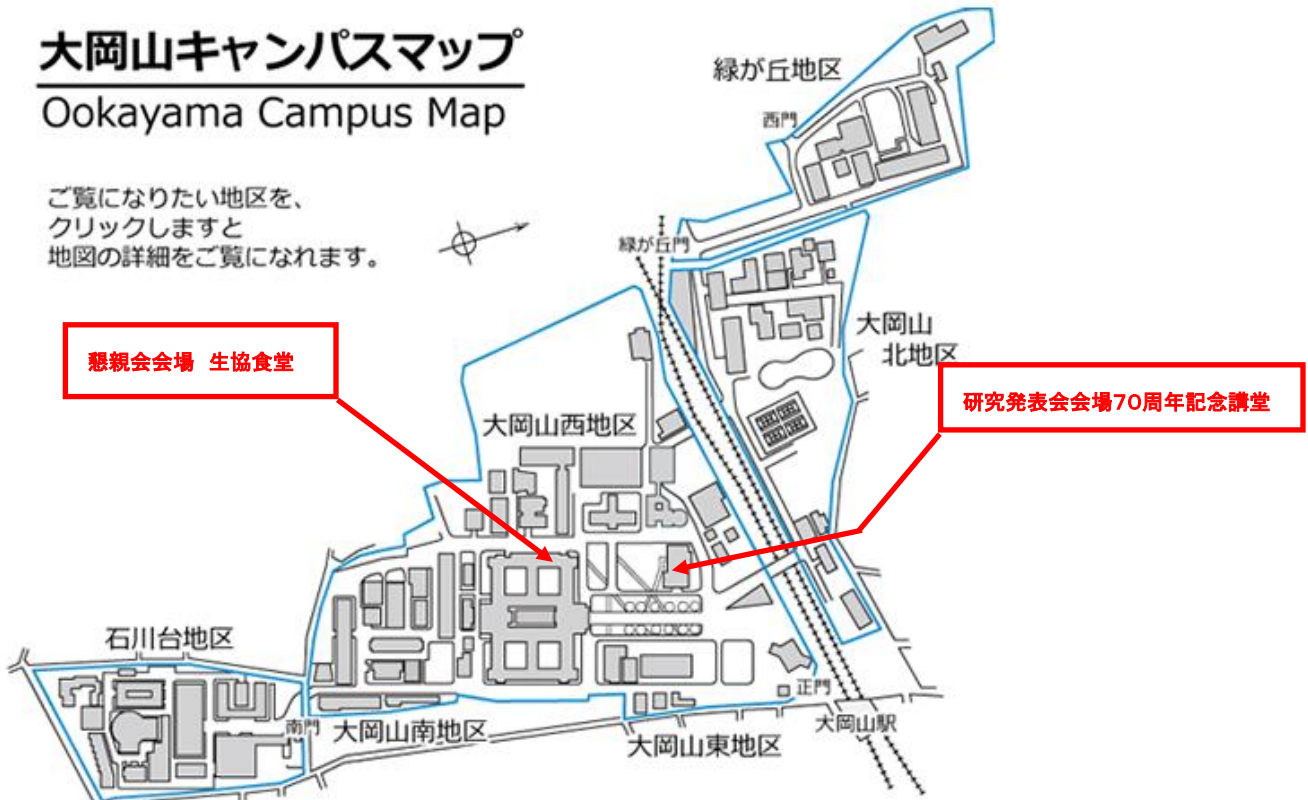 大岡山キャンパスマップ
Ookayama Campus Map
ご覧になりたい地区を、
クリックしますと
地図の詳細をご覧になれます。
緑が丘地区
西門
緑が丘門
大岡山
北地区
懇親会会場 生協食堂
研究発表会会場70周年記念講堂
大岡山西地区
石川台地区
南門
大岡山南地区
大岡山東地区
正門
大岡山駅